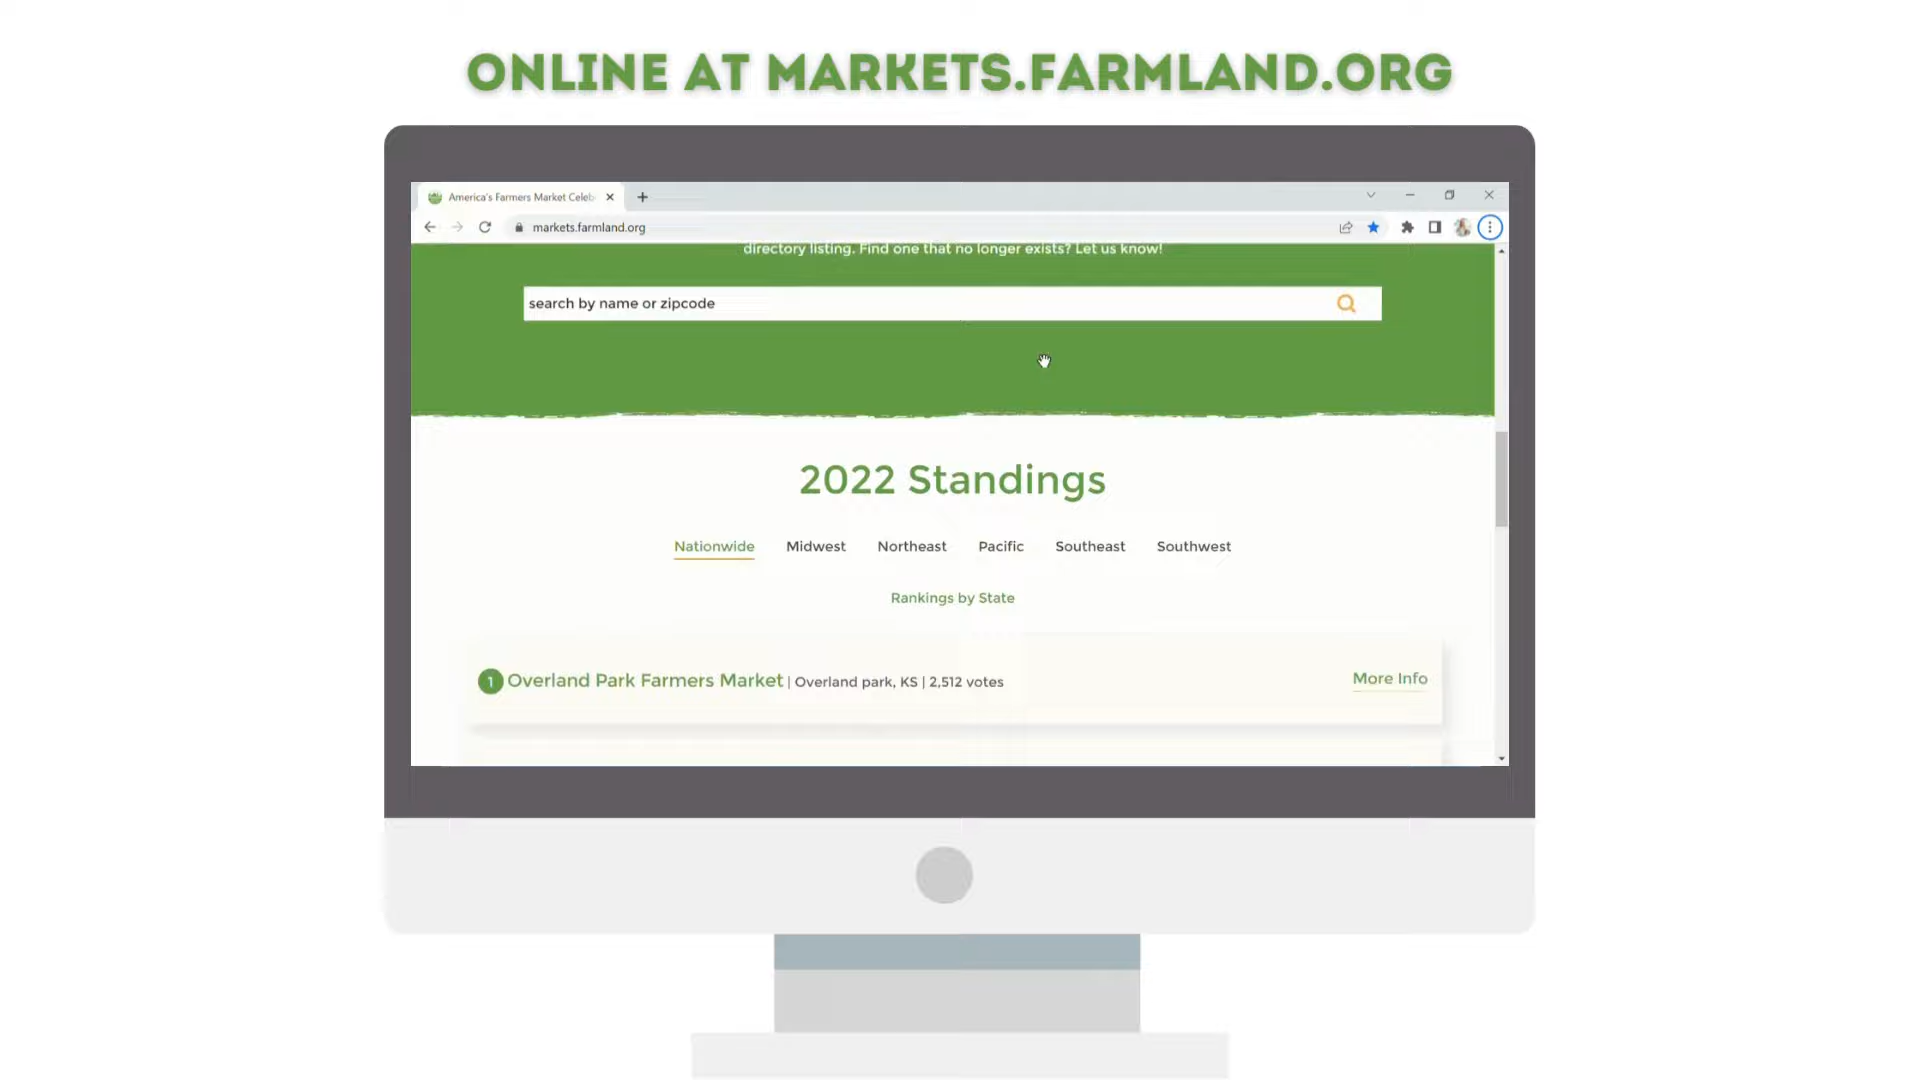 ONLINE AT MARKETS.FARMLAND.ORG
America's Farmers Market Celeb
markets.farmland.org
directory listing. Find one that no longer exists? Let us know!
search by name or zipcode
2022 Standings
Nationwide Midwest Northeast Pacific Southeast Southwest
Rankings by State
1 Overland Park Farmers Market | Overland park, KS | 2,512 votes More Info